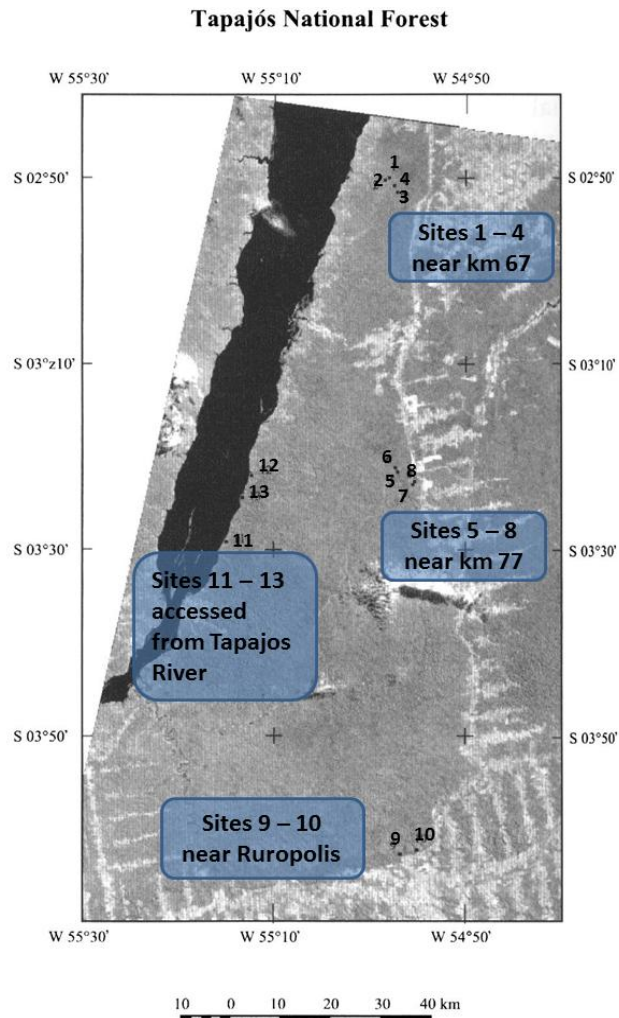 Tapajós National Forest
W 55°30'
W 55°10'
W 54°50'
S 02°50'
S 02°50'
1
2
4
3
Sites 1 – 4
near km 67
S 03°10'
S 03°10'
6
12
5
8
13
7
11
Sites 5 – 8
near km 77
S 03°30'
S 03°30'
Sites 11 – 13
accessed
from Tapajos
River
S 03°50'
S 03°50'
Sites 9 – 10
near Ruropolis
9
10
W 55°30'
W 55°10'
W 54°50'
10 0 10 20 30 40 km